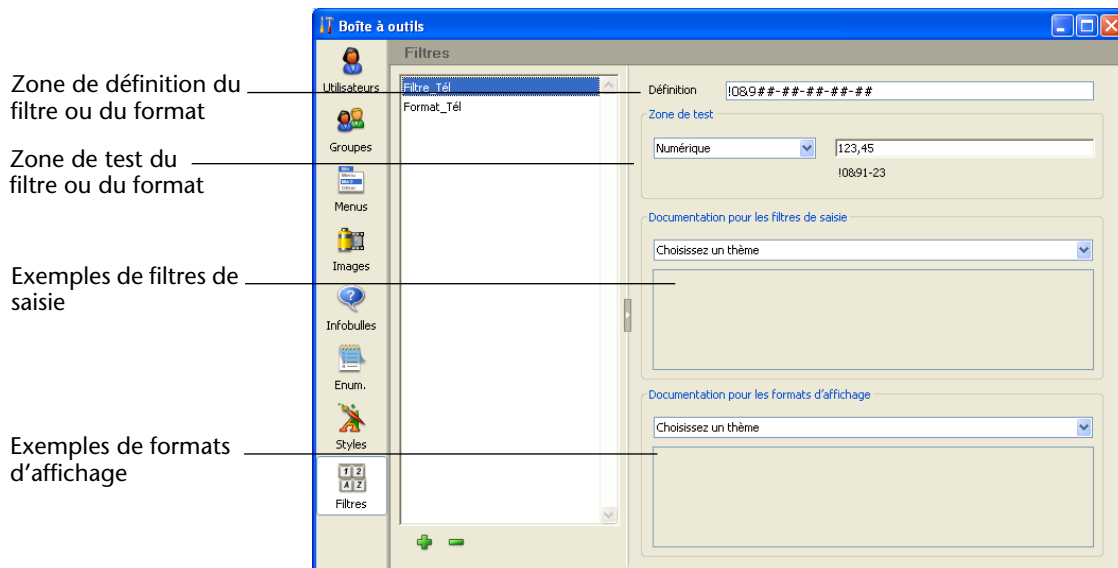 Boîte à outils
Filtres
Utilisateurs
Groupes
Menus
Images
Infobulles
Enum.
Styles
Filtres
Filtre_Tél
Format_Tél
Définition
!0&9##-##-##-##-##
Zone de test
Numérique
123,45
!0&91-23
Documentation pour les filtres de saisie
Choisissez un thème
Documentation pour les formats d'affichage
Choisissez un thème
Zone de définition du
filtre ou du format
Zone de test du
filtre ou du format
Exemples de filtres de
saisie
Exemples de formats
d'affichage